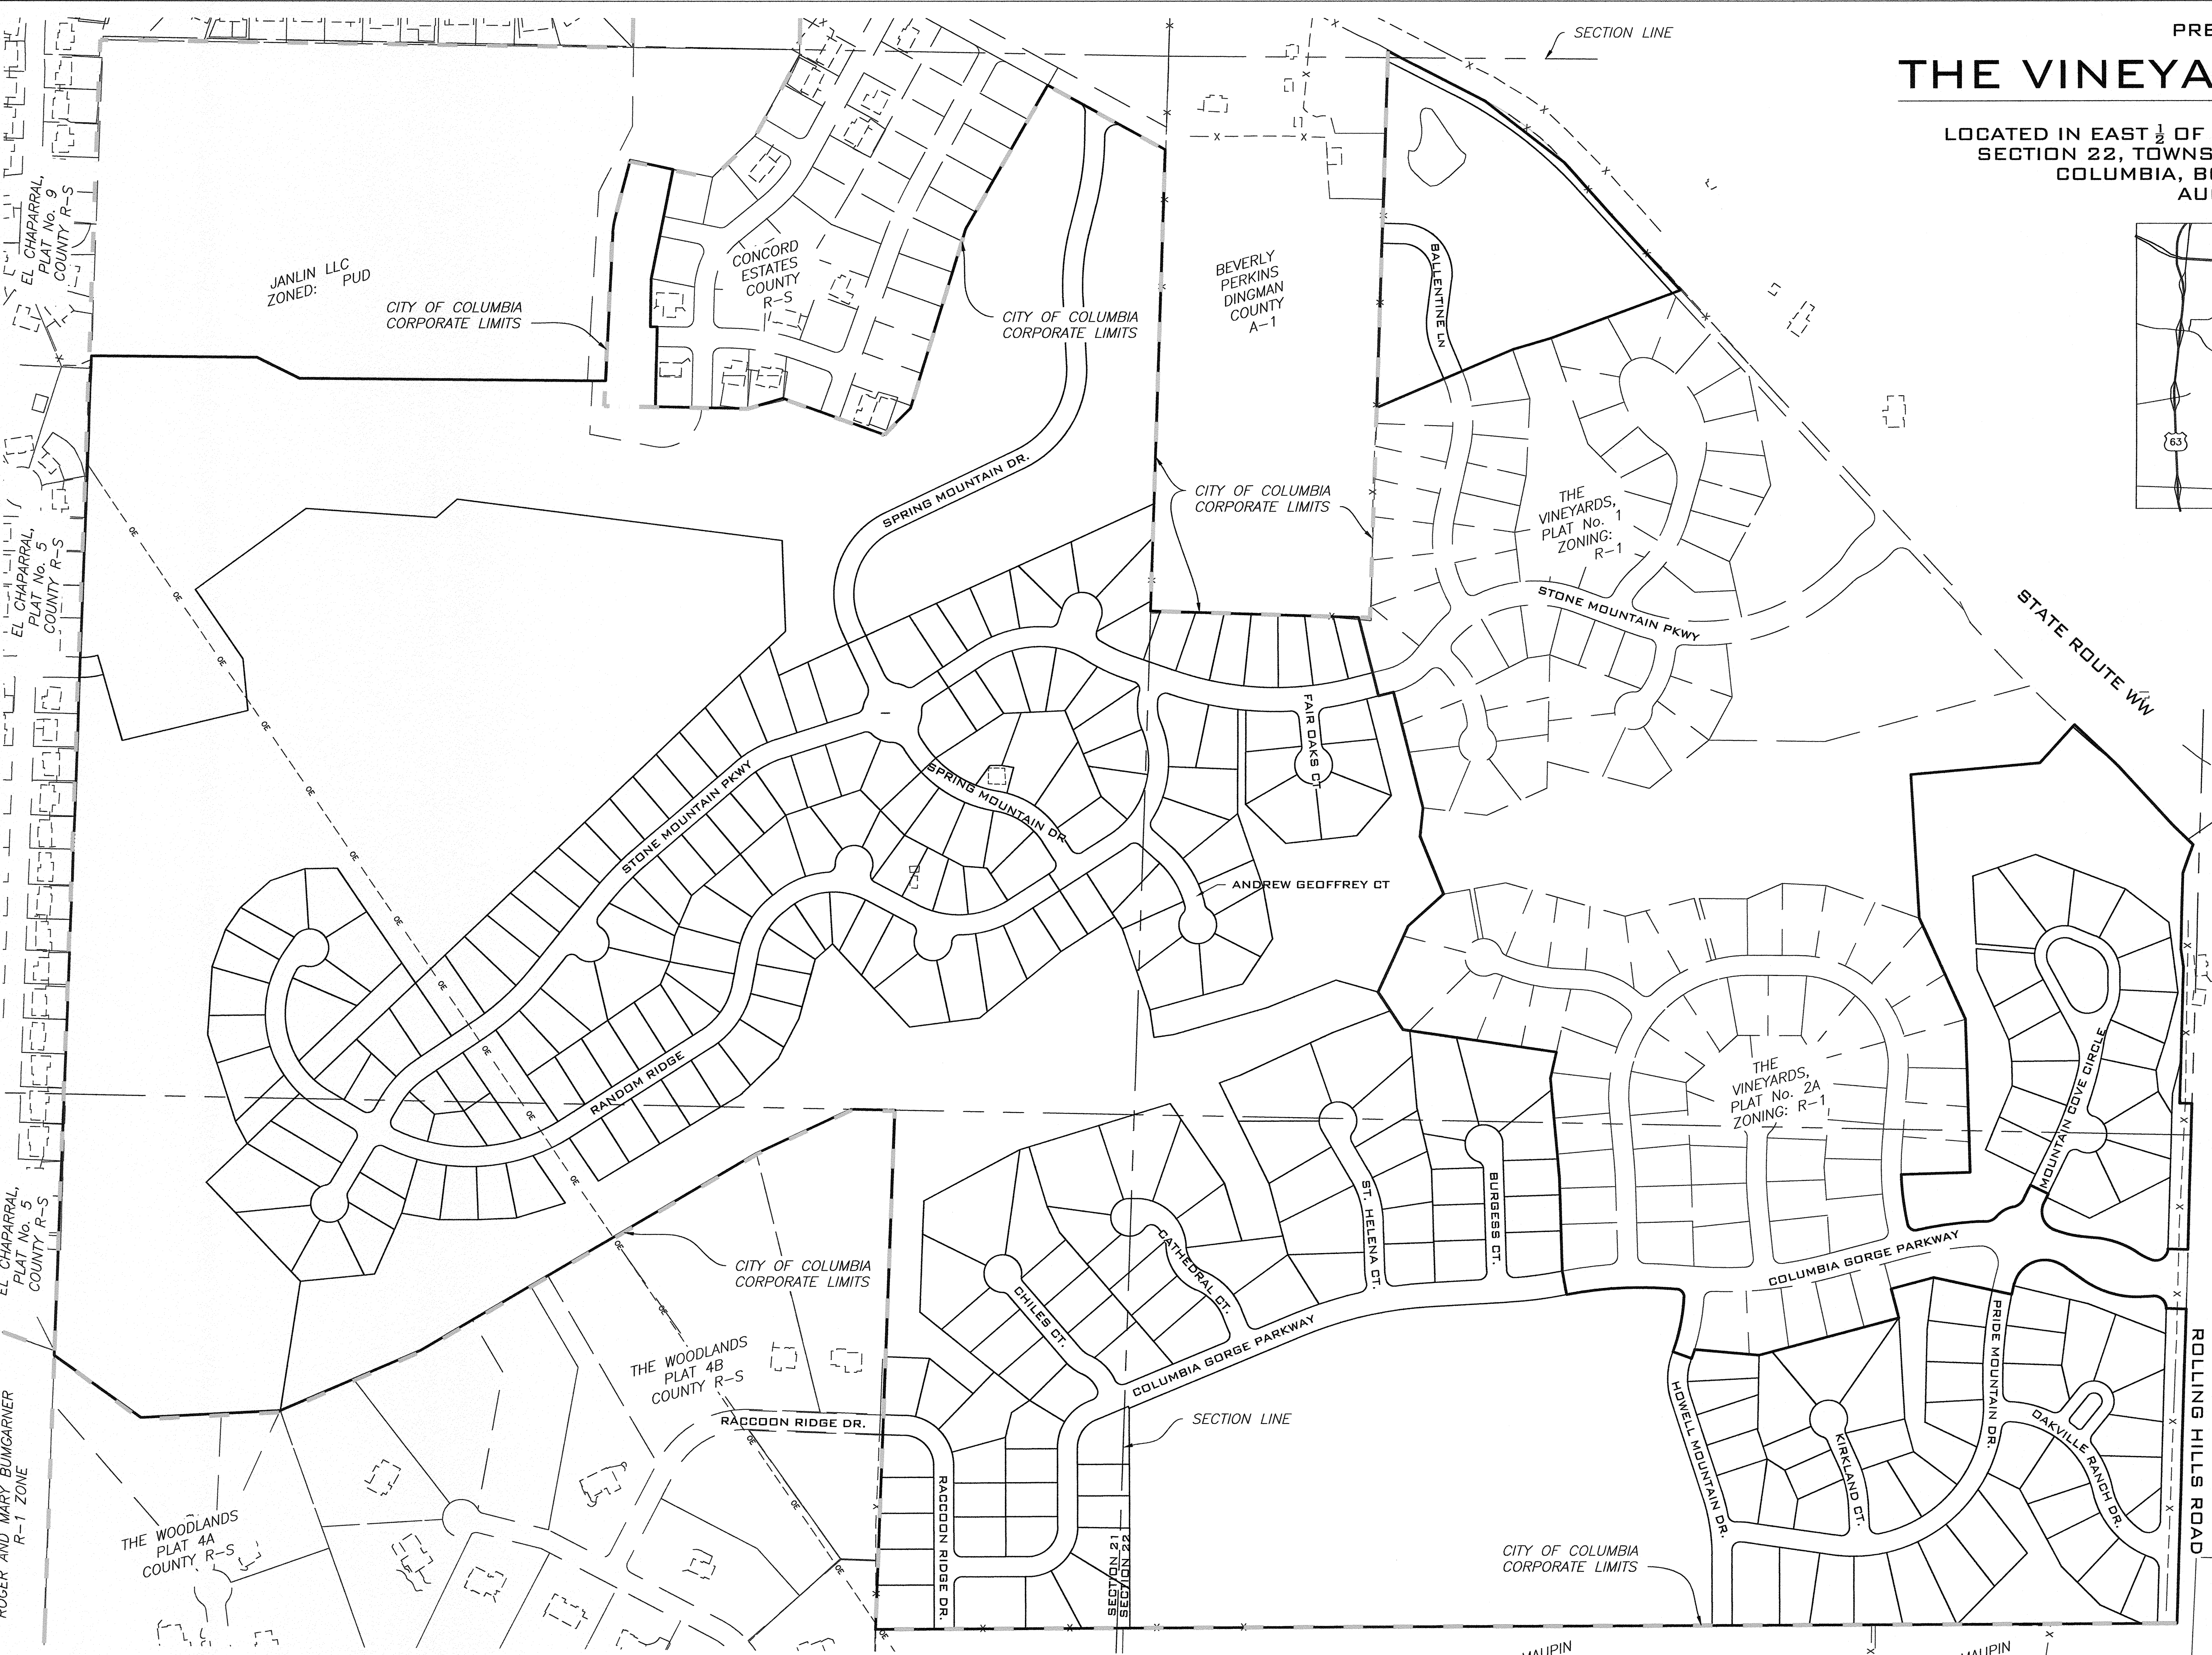 SECTION LINE
PRE
THE VINEYA
LOCATED IN EAST ½ OF
SECTION 22, TOWNS
COLUMBIA, BO
AU
63
EL CHAPARRAL,
PLAT No. 9
COUNTY R-S
JANLIN LLC
ZONED: PUD
CITY OF COLUMBIA
CORPORATE LIMITS
CONCORD
ESTATES
COUNTY
R-S
CITY OF COLUMBIA
CORPORATE LIMITS
BEVERLY
PERKINS
DINGMAN
COUNTY
A-1
BALLENTINE LN
SPRING MOUNTAIN DR.
CITY OF COLUMBIA
CORPORATE LIMITS
THE
VINEYARDS,
PLAT No. 1
ZONING:
R-1
EL CHAPARRAL,
PLAT No. 5
COUNTY R-S
STONE MOUNTAIN PKWY
STATE ROUTE WW
FAIR OAKS CT
STONE MOUNTAIN PKWY
SPRING MOUNTAIN DR
ANDREW GEOFFREY CT
RANDOM RIDGE
THE
VINEYARDS,
PLAT No. 2A
ZONING: R-1
MOUNTAIN COVE CIRCLE
EL CHAPARRAL,
PLAT No. 5
COUNTY R-S
CITY OF COLUMBIA
CORPORATE LIMITS
CATHEDRAL CT.
ST. HELENA CT.
BURGESS CT.
COLUMBIA GORGE PARKWAY
CHILES CT.
COLUMBIA GORGE PARKWAY
THE WOODLANDS
PLAT 4B
COUNTY R-S
RACCOON RIDGE DR.
SECTION LINE
HOWELL MOUNTAIN DR.
PRIDE MOUNTAIN DR.
KIRKLAND CT.
OAKVILLE RANCH DR.
ROLLING HILLS ROAD
ROGER AND MARY BUMGARNER
R-1 ZONE
THE WOODLANDS
PLAT 4A
COUNTY R-S
RACCOON RIDGE DR.
SECTION 21
SECTION 22
CITY OF COLUMBIA
CORPORATE LIMITS
MAUPIN
MAUPIN